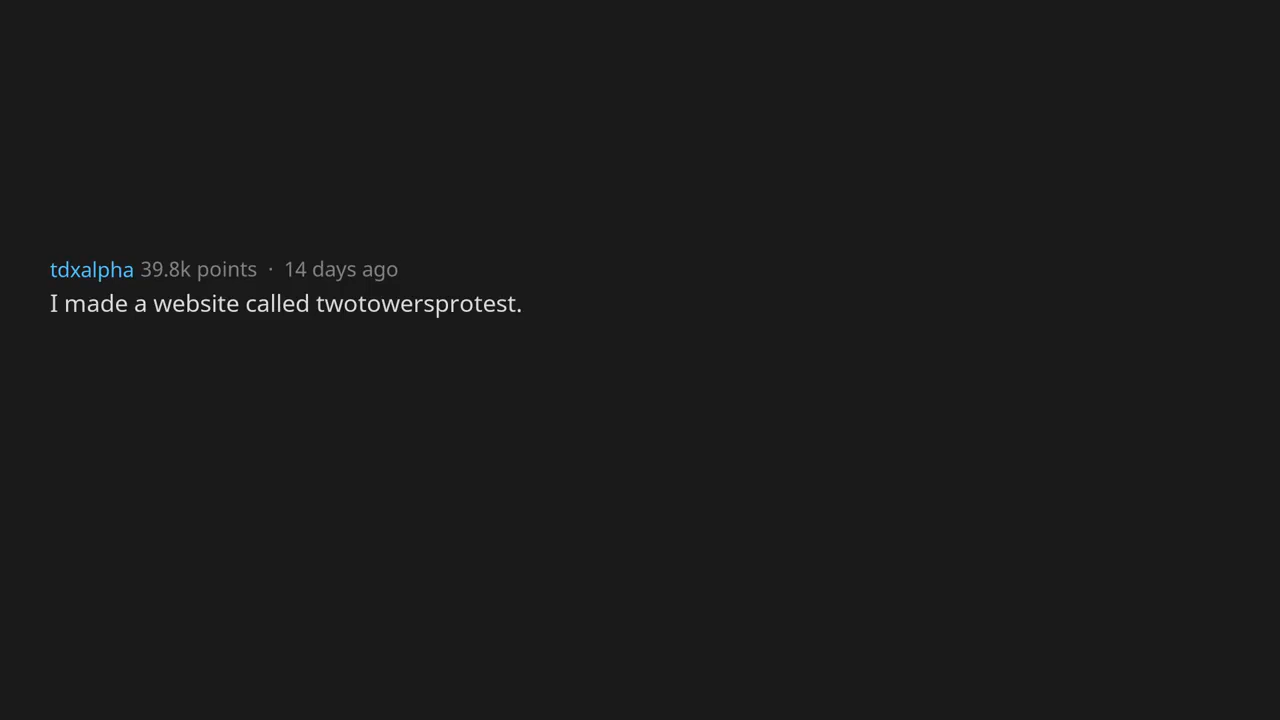 tdxalpha 39.8k points · 14 days ago
I made a website called twotowersprotest.